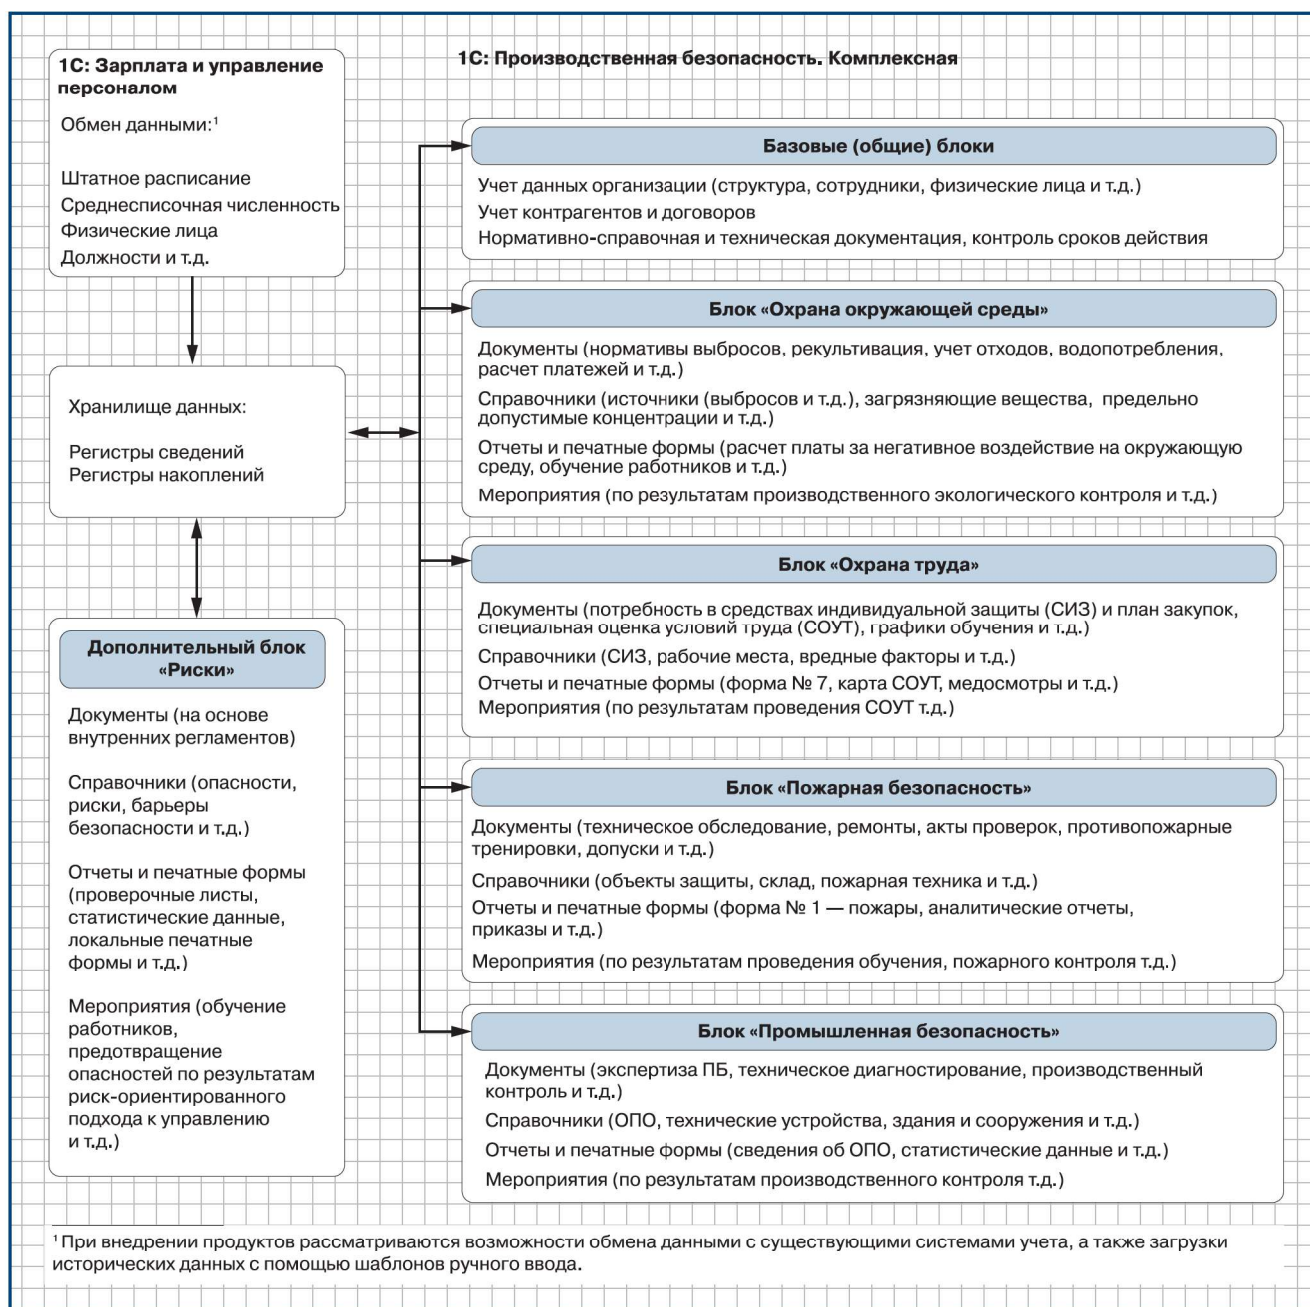 1С: Зарплата и управление
персоналом
Обмен данными:¹
Штатное расписание
Среднесписочная численность
Физические лица
Должности и т.д.
Хранилище данных:
Регистры сведений
Регистры накоплений
Дополнительный блок
«Риски»
Документы (на основе
внутренних регламентов)
Справочники (опасности,
риски, барьеры
безопасности и т.д.)
Отчеты и печатные формы
(проверочные листы,
статистические данные,
локальные печатные
формы и т.д.)
Мероприятия (обучение
работников,
предотвращение
опасностей по результатам
риск-ориентированного
подхода к управлению
и т.д.)
1С: Производственная безопасность. Комплексная
Базовые (общие) блоки
Учет данных организации (структура, сотрудники, физические лица и т.д.)
Учет контрагентов и договоров
Нормативно-справочная и техническая документация, контроль сроков действия
Блок «Охрана окружающей среды»
Документы (нормативы выбросов, рекультивация, учет отходов, водопотребления,
расчет платежей и т.д.)
Справочники (источники (выбросов и т.д.), загрязняющие вещества, предельно
допустимые концентрации и т.д.)
Отчеты и печатные формы (расчет платы за негативное воздействие на окружающую
среду, обучение работников и т.д.)
Мероприятия (по результатам производственного экологического контроля и т.д.)
Блок «Охрана труда»
Документы (потребность в средствах индивидуальной защиты (СИЗ) и план закупок,
специальная оценка условий труда (СОУТ), графики обучения и т.д.)
Справочники (СИЗ, рабочие места, вредные факторы и т.д.)
Отчеты и печатные формы (форма № 7, карта СОУТ, медосмотры и т.д.)
Мероприятия (по результатам проведения СОУТ т.д.)
Блок «Пожарная безопасность»
Документы (техническое обследование, ремонты, акты проверок, противопожарные
тренировки, допуски и т.д.)
Справочники (объекты защиты, склад, пожарная техника и т.д.)
Отчеты и печатные формы (форма № 1 — пожары, аналитические отчеты,
приказы и т.д.)
Мероприятия (по результатам проведения обучения, пожарного контроля т.д.)
Блок «Промышленная безопасность»
Документы (экспертиза ПБ, техническое диагностирование, производственный
контроль и т.д.)
Справочники (ОПО, технические устройства, здания и сооружения и т.д.)
Отчеты и печатные формы (сведения об ОПО, статистические данные и т.д.)
Мероприятия (по результатам производственного контроля т.д.)
¹ При внедрении продуктов рассматриваются возможности обмена данными с существующими системами учета, а также загрузки
исторических данных с помощью шаблонов ручного ввода.